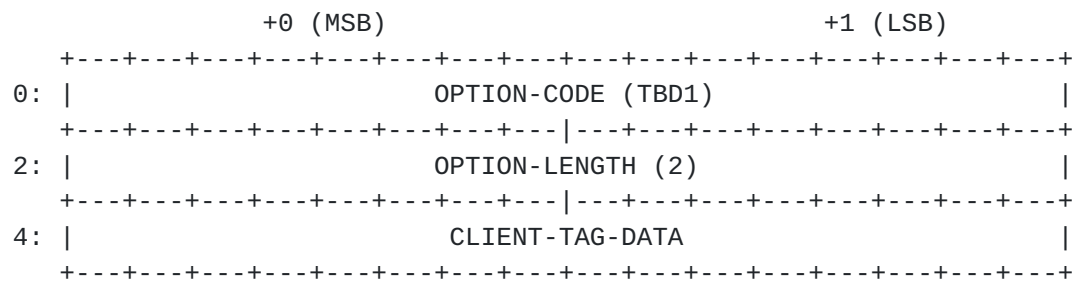 +0 (MSB)                            +1 (LSB)
   +---+---+---+---+---+---+---+---+---+---+---+---+---+---+---+---+
0: |                       OPTION-CODE (TBD1)                      |
   +---+---+---+---+---+---+---+---|---+---+---+---+---+---+---+---+
2: |                       OPTION-LENGTH (2)                       |
   +---+---+---+---+---+---+---+---|---+---+---+---+---+---+---+---+
4: |                        CLIENT-TAG-DATA                        |
   +---+---+---+---+---+---+---+---+---+---+---+---+---+---+---+---+